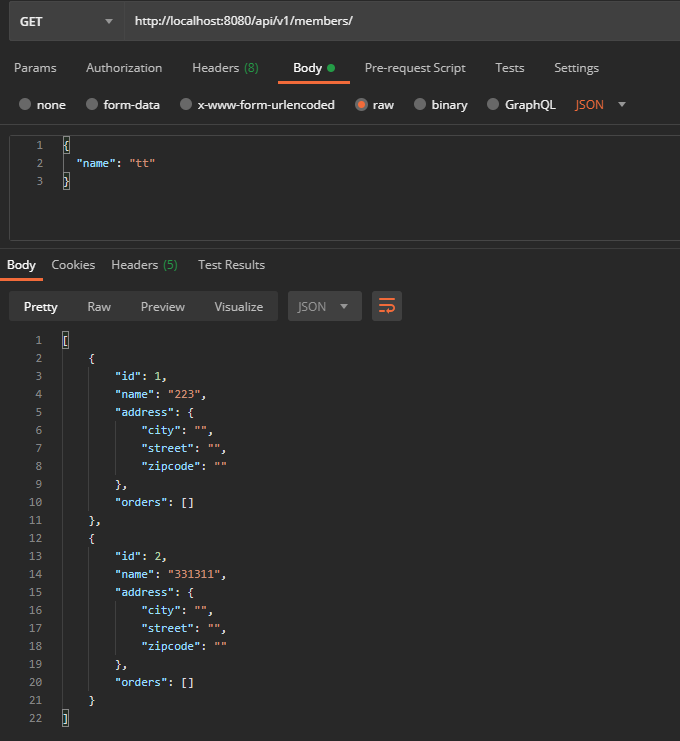 GET http://localhost:8080/api/v1/members/
Params Authorization Headers (8) Body Pre-request Script Tests Settings
none form-data x-www-form-urlencoded raw binary GraphQL JSON
1 {
2 "name": "tt"
3 }
Body Cookies Headers (5) Test Results
Pretty Raw Preview Visualize JSON
1 [
2 {
3 "id": 1,
4 "name": "223",
5 "address": {
6 "city": "",
7 "street": "",
8 "zipcode": ""
9 },
10 "orders": []
11 },
12 {
13 "id": 2,
14 "name": "331311",
15 "address": {
16 "city": "",
17 "street": "",
18 "zipcode": ""
19 },
20 "orders": []
21 }
22 ]